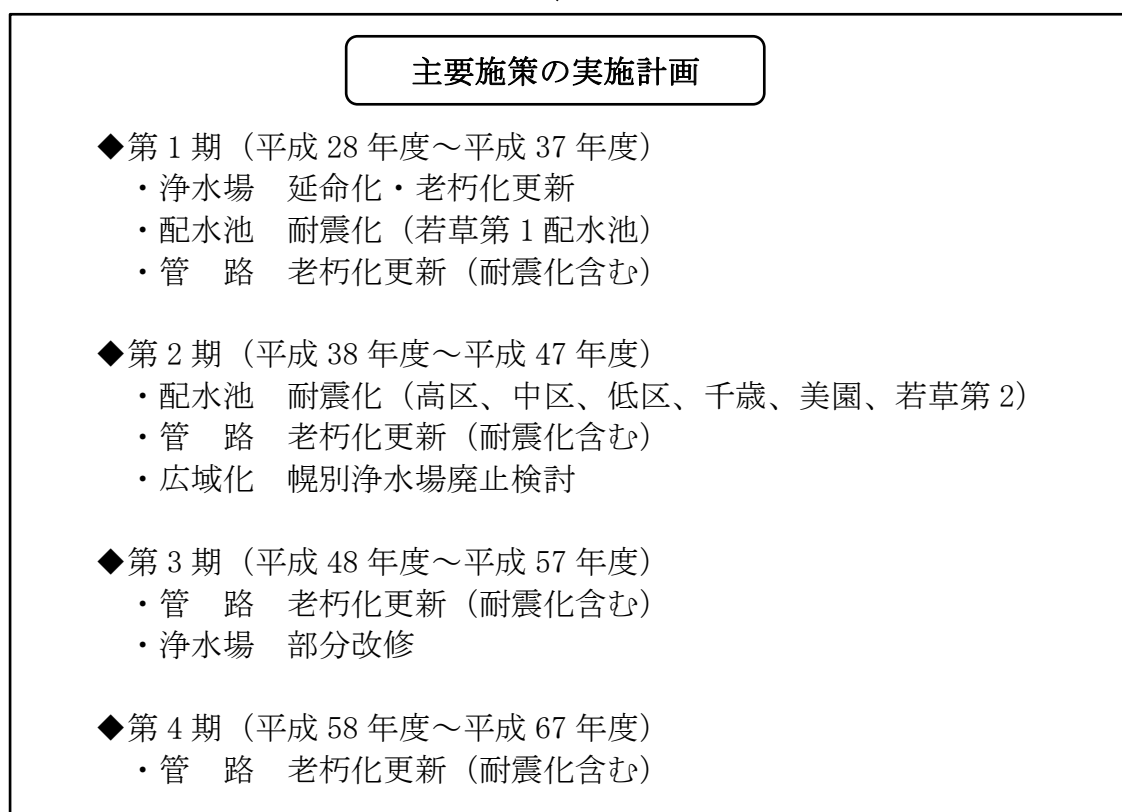 主要施策の実施計画
◆第1期（平成28年度～平成37年度）
・浄水場　延命化・老朽化更新
・配水池　耐震化（若草第1配水池）
・管　路　老朽化更新（耐震化含む）
◆第2期（平成38年度～平成47年度）
・配水池　耐震化（高区、中区、低区、千歳、美園、若草第2）
・管　路　老朽化更新（耐震化含む）
・広域化　幌別浄水場廃止検討
◆第3期（平成48年度～平成57年度）
・管　路　老朽化更新（耐震化含む）
・浄水場　部分改修
◆第4期（平成58年度～平成67年度）
・管　路　老朽化更新（耐震化含む）